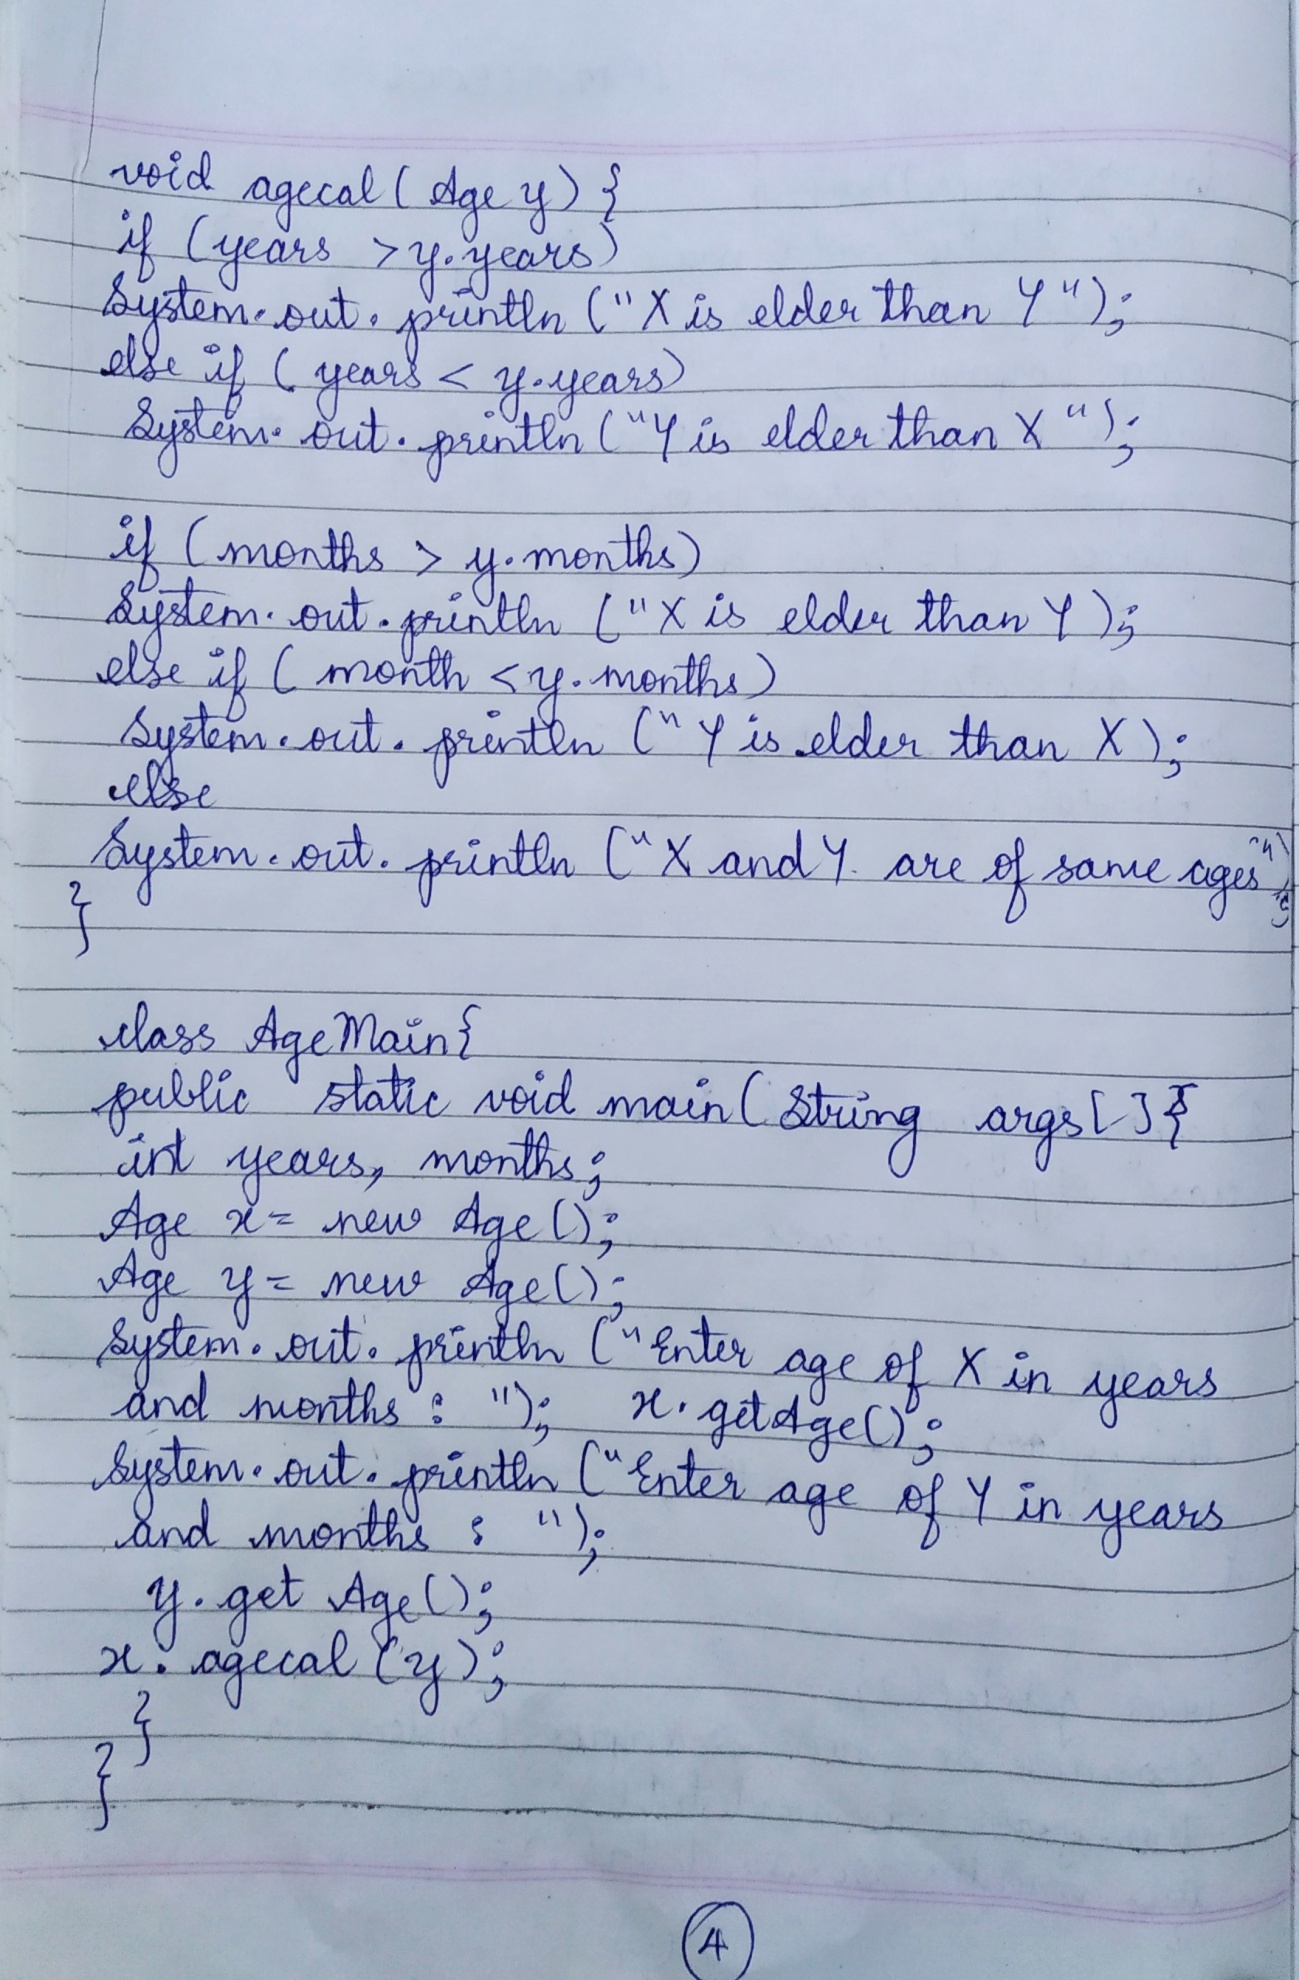 void agecal ( Age y) {
if (years > y.years)
System.out.println ("X is elder than Y");
else if ( years < y.years)
System.out.println ("Y is elder than X");
if (months > y.months)
System.out.println ("X is elder than Y );
else if ( month < y.months)
System.out.println ("Y is elder than X );
else
System.out.println ("X and Y are of same ages");
}
class AgeMain{
public static void main( String args[]{
int years, months;
Age x = new Age ();
Age y = new Age();
System.out.println ("Enter age of X in years
and months : "); x.getAge();
System.out.println ("Enter age of Y in years
and months : ");
y.get Age();
x.agecal (y);
}
}
4